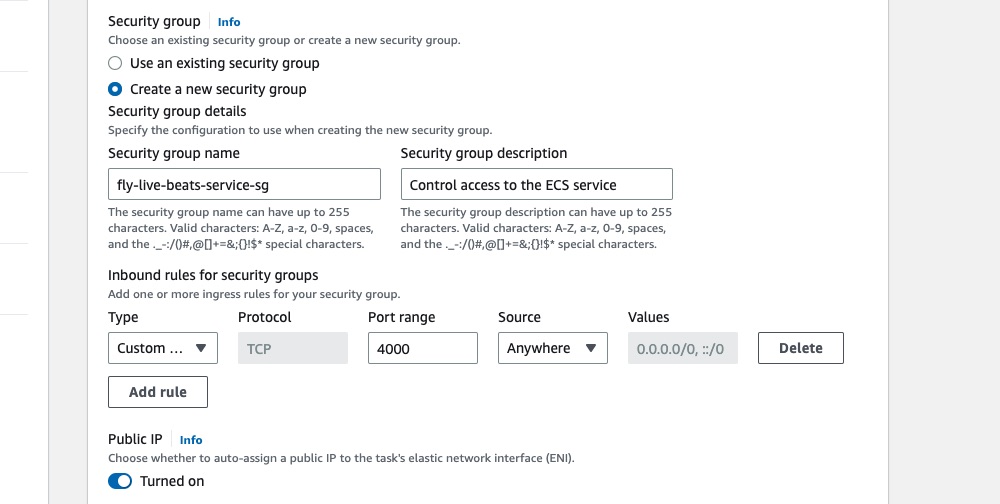 Security group Info
Choose an existing security group or create a new security group.
Use an existing security group
Create a new security group
Security group details
Specify the configuration to use when creating the new security group.
Security group name Security group description
fly-live-beats-service-sg Control access to the ECS service
The security group name can have up to 255 The security group description can have up to 255
characters. Valid characters: A-Z, a-z, 0-9, spaces, characters. Valid characters: A-Z, a-z, 0-9, spaces,
and the ._-:/()#,@[]+=&;{}!$* special characters. and the ._-:/()#,@[]+=&;{}!$* special characters.
Inbound rules for security groups
Add one or more ingress rules for your security group.
Type Protocol Port range Source Values
Custom ... TCP 4000 Anywhere 0.0.0.0/0, ::/0 Delete
Add rule
Public IP Info
Choose whether to auto-assign a public IP to the task's elastic network interface (ENI).
Turned on